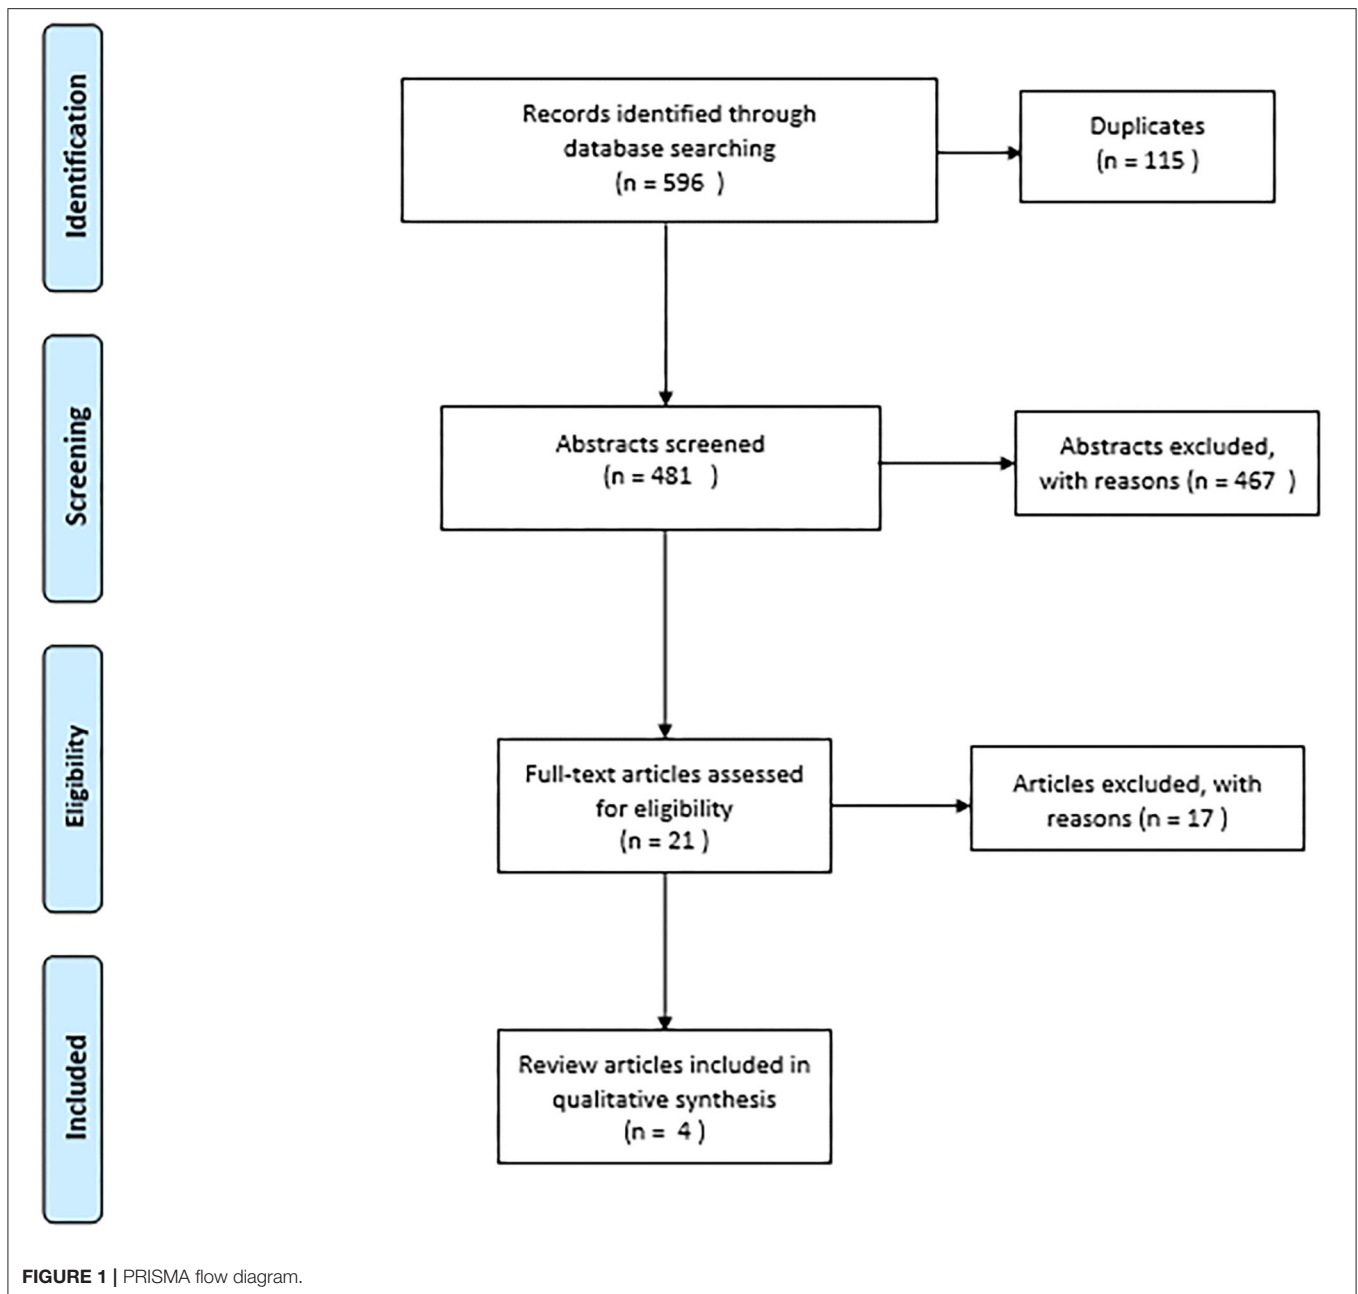 Identification
Records identified through
database searching
(n = 596 )
Duplicates
(n = 115 )
Screening
Abstracts screened
(n = 481 )
Abstracts excluded,
with reasons (n = 467 )
Eligibility
Full-text articles assessed
for eligibility
(n = 21 )
Articles excluded, with
reasons (n = 17 )
Included
Review articles included in
qualitative synthesis
(n = 4 )
FIGURE 1 | PRISMA flow diagram.